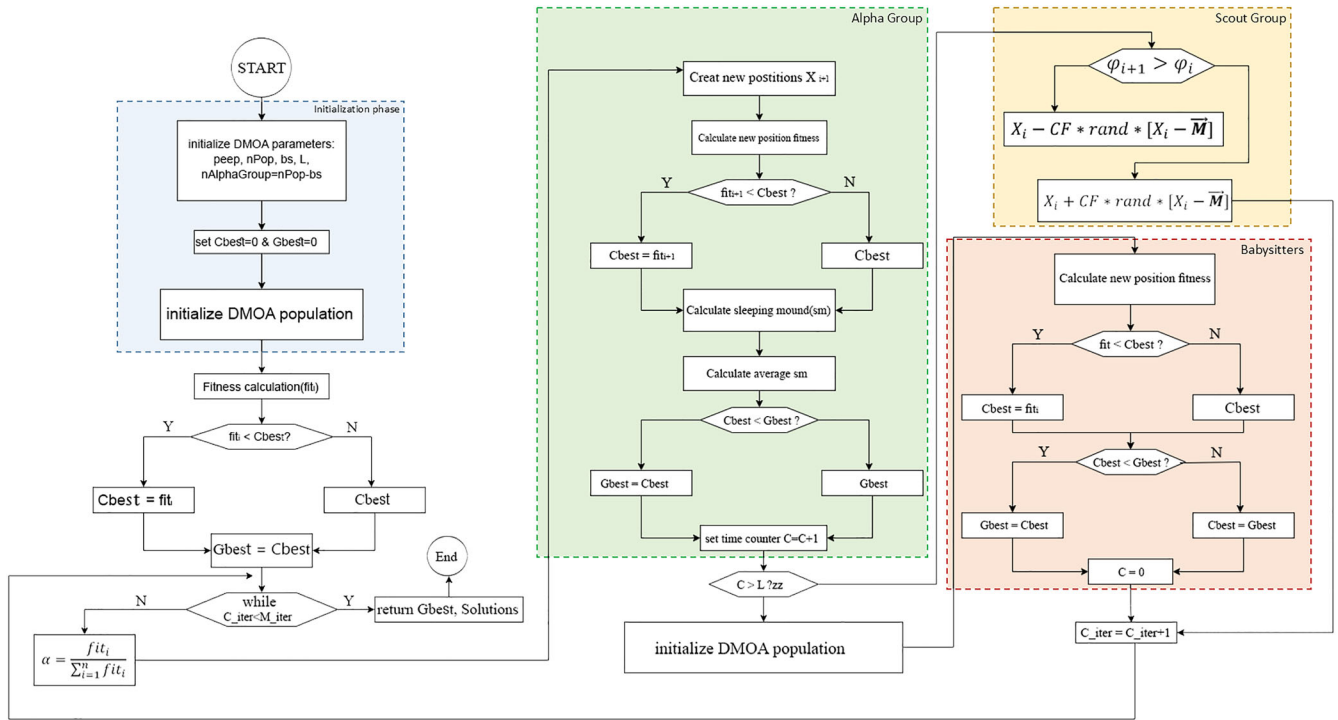 START
Initialization phase
initialize DMOA parameters:
peep, nPop, bs, L,
nAlphaGroup=nPop-bs
set Cbest=0 & Gbest=0
initialize DMOA population
Fitness calculation(fitᵢ)
Y
fitᵢ < Cbest?
N
Cbest = fitᵢ
Cbest
Gbest = Cbest
End
N
while
C_iter<M_iter
Y
return Gbest, Solutions
α = fitᵢ / ∑ⁿᵢ₌₁ fitᵢ
Alpha Group
Creat new postitions X ᵢ₊₁
Calculate new position fitness
Y
fitᵢ₊₁ < Cbest ?
N
Cbest = fitᵢ₊₁
Cbest
Calculate sleeping mound(sm)
Calculate average sm
Cbest < Gbest ?
Gbest = Cbest
Gbest
set time counter C=C+1
C > L ?zz
initialize DMOA population
Scout Group
φᵢ₊₁ > φᵢ
Xᵢ − CF ∗ rand ∗ [Xᵢ − M⃗]
Xᵢ + CF ∗ rand ∗ [Xᵢ − M⃗]
Babysitters
Calculate new position fitness
Y
fit < Cbest ?
N
Cbest = fitᵢ
Cbest
Y
Cbest < Gbest ?
N
Gbest = Cbest
Cbest = Gbest
C = 0
C_iter = C_iter+1